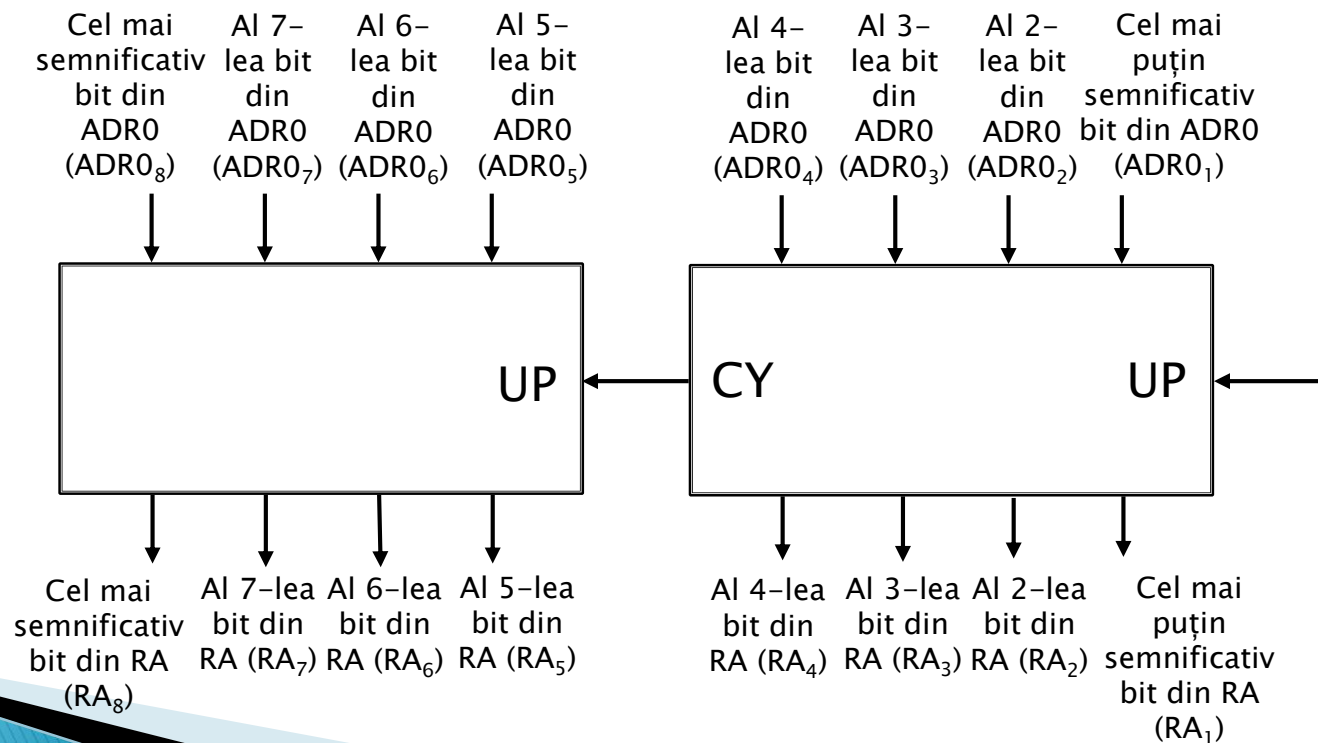 Cel mai
semnificativ
bit din
ADR0
(ADR0₈)
Al 7-
lea bit
din
ADR0
(ADR0₇)
Al 6-
lea bit
din
ADR0
(ADR0₆)
Al 5-
lea bit
din
ADR0
(ADR0₅)
Al 4-
lea bit
din
ADR0
(ADR0₄)
Al 3-
lea bit
din
ADR0
(ADR0₃)
Al 2-
lea bit
din
ADR0
(ADR0₂)
Cel mai
puțin
semnificativ
bit din ADR0
(ADR0₁)
UP
CY
UP
Cel mai
semnificativ
bit din RA
(RA₈)
Al 7-lea
bit din
RA (RA₇)
Al 6-lea
bit din
RA (RA₆)
Al 5-lea
bit din
RA (RA₅)
Al 4-lea
bit din
RA (RA₄)
Al 3-lea
bit din
RA (RA₃)
Al 2-lea
bit din
RA (RA₂)
Cel mai
puțin
semnificativ
bit din RA
(RA₁)